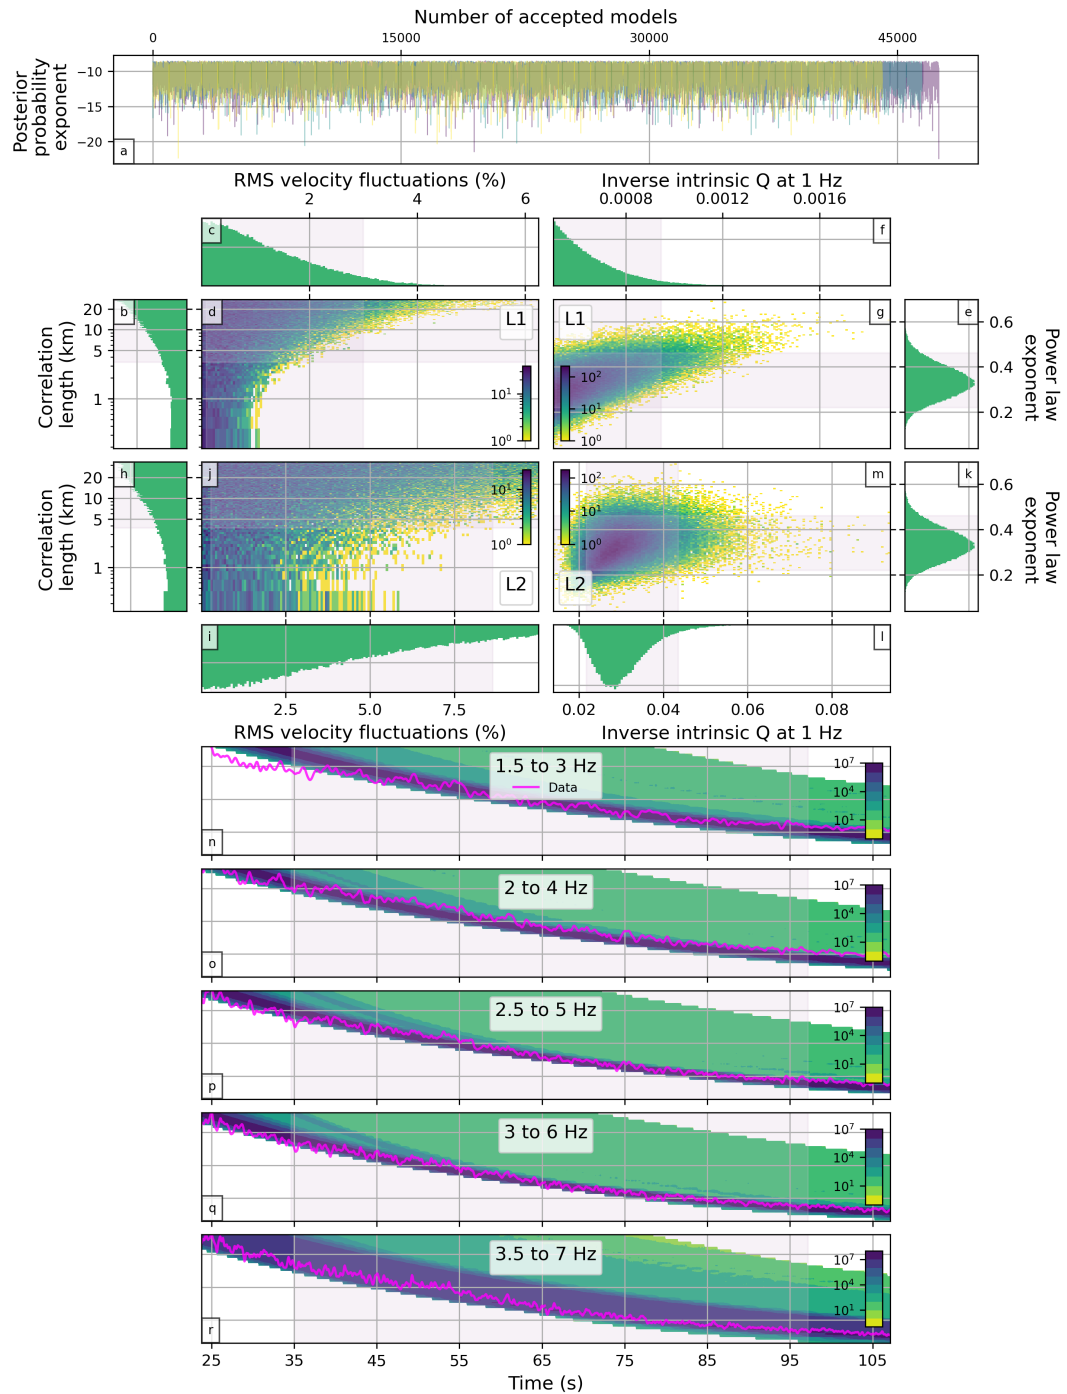 Number of accepted models
0 15000 30000 45000
Posterior
probability
exponent
−10
−15
−20
a
RMS velocity fluctuations (%)
Inverse intrinsic Q at 1 Hz
2 4 6
0.0008 0.0012 0.0016
c
f
b
d
L1
L1
g
e
Correlation
length (km)
20
10
5
1
10¹
10⁰
10²
10¹
10⁰
0.6
0.4
0.2
Power law
exponent
h
j
m
k
Correlation
length (km)
20
10
5
1
10¹
10⁰
L2
10²
10¹
10⁰
L2
0.6
0.4
0.2
Power law
exponent
i
l
2.5 5.0 7.5
0.02 0.04 0.06 0.08
RMS velocity fluctuations (%)
Inverse intrinsic Q at 1 Hz
1.5 to 3 Hz
Data
10⁷
10⁴
10¹
n
2 to 4 Hz
10⁷
10⁴
10¹
o
2.5 to 5 Hz
10⁷
10⁴
10¹
p
3 to 6 Hz
10⁷
10⁴
10¹
q
3.5 to 7 Hz
10⁷
10⁴
10¹
r
25 35 45 55 65 75 85 95 105
Time (s)